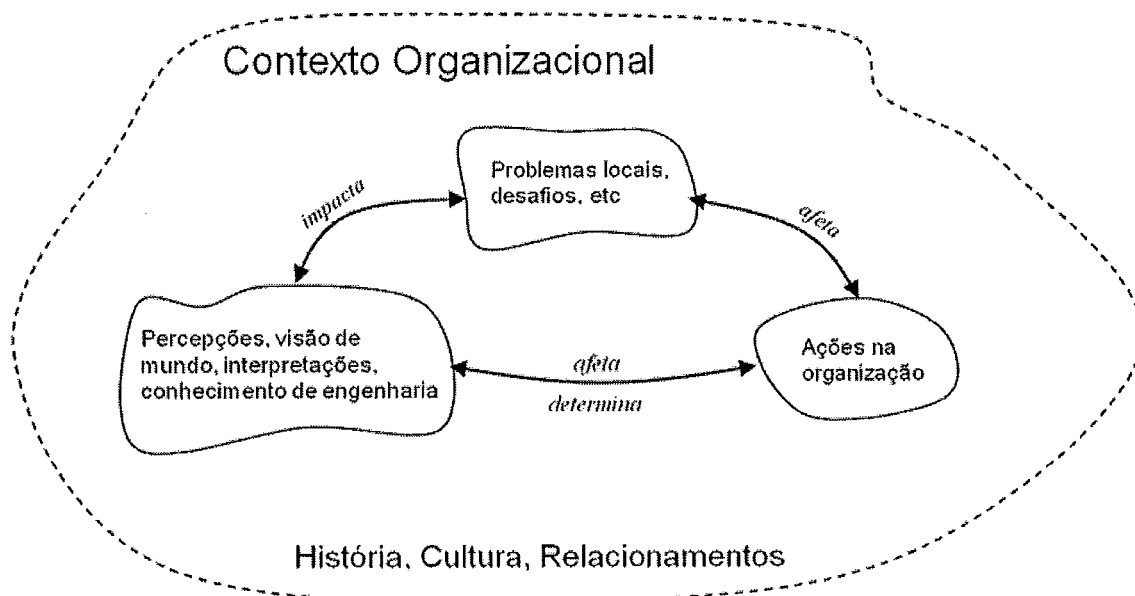 Contexto Organizacional
Problemas locais,
desafios, etc
impacta
afeta
Percepções, visão de
mundo, interpretações,
conhecimento de engenharia
afeta
determina
Ações na
organização
História, Cultura, Relacionamentos